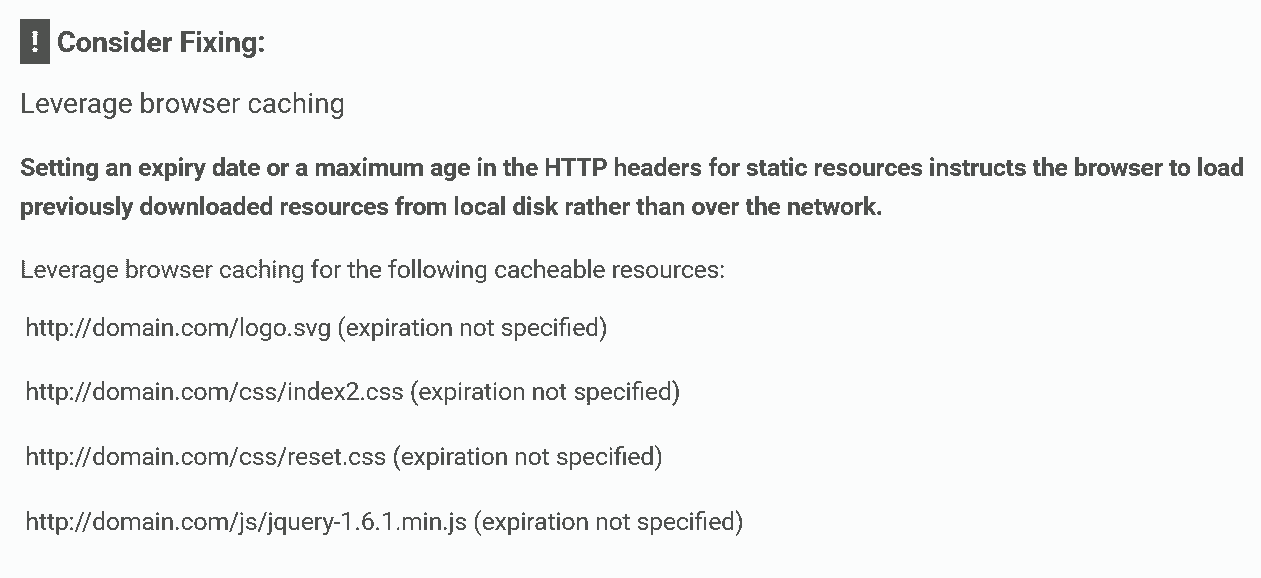 ! Consider Fixing:
Leverage browser caching
Setting an expiry date or a maximum age in the HTTP headers for static resources instructs the browser to load
previously downloaded resources from local disk rather than over the network.
Leverage browser caching for the following cacheable resources:
http://domain.com/logo.svg (expiration not specified)
http://domain.com/css/index2.css (expiration not specified)
http://domain.com/css/reset.css (expiration not specified)
http://domain.com/js/jquery-1.6.1.min.js (expiration not specified)